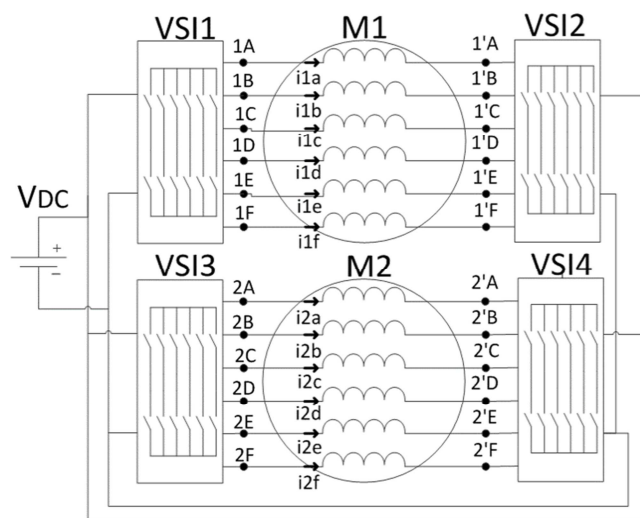 VSI1 M1 VSI2
1A i1a 1'A
1B i1b 1'B
1C i1c 1'C
1D i1d 1'D
1E i1e 1'E
1F i1f 1'F
VDC
+
−
VSI3 M2 VSI4
2A i2a 2'A
2B i2b 2'B
2C i2c 2'C
2D i2d 2'D
2E i2e 2'E
2F i2f 2'F